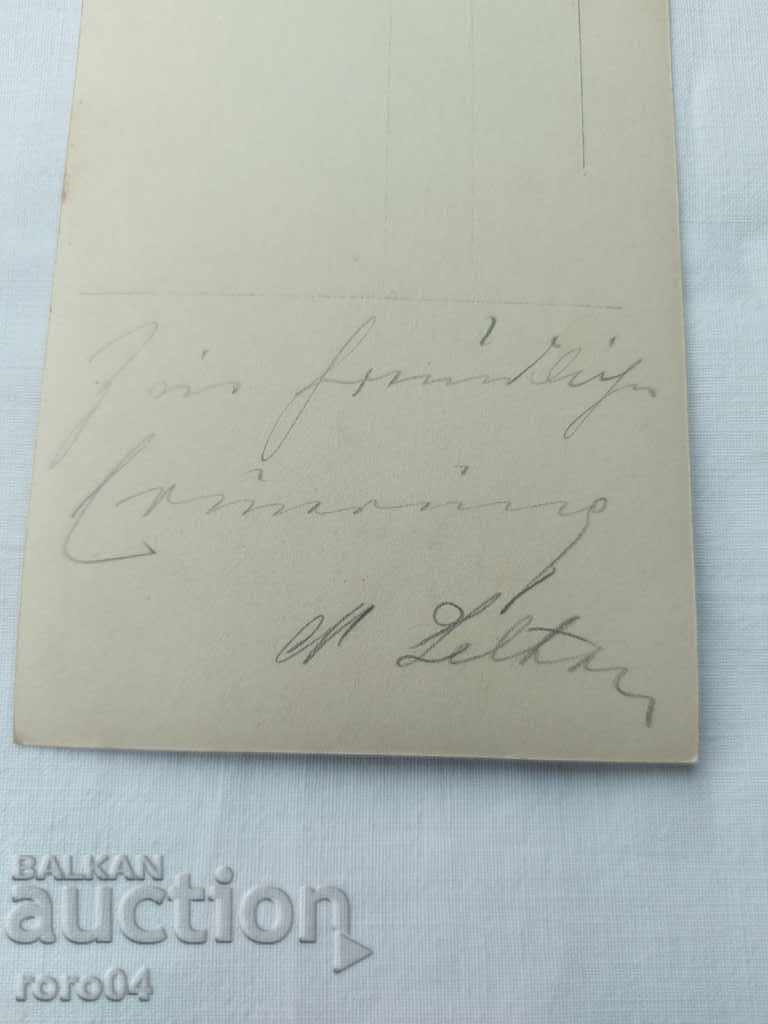 Zur freundlichen
Erinnerung
M
BALKAN
auction
roro04